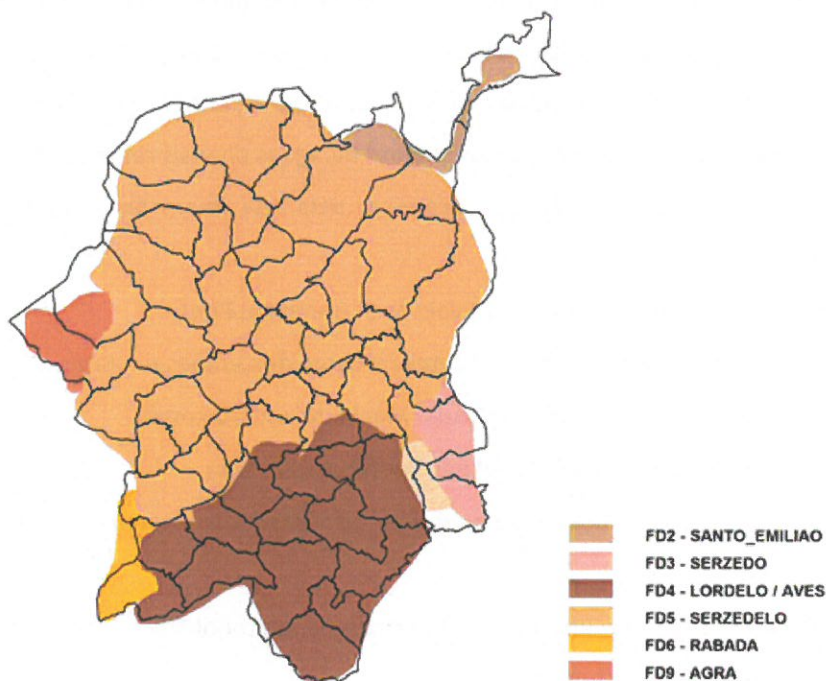 FD2 - SANTO_EMILIAO
FD3 - SERZEDO
FD4 - LORDELO / AVES
FD5 - SERZEDELO
FD6 - RABADA
FD9 - AGRA